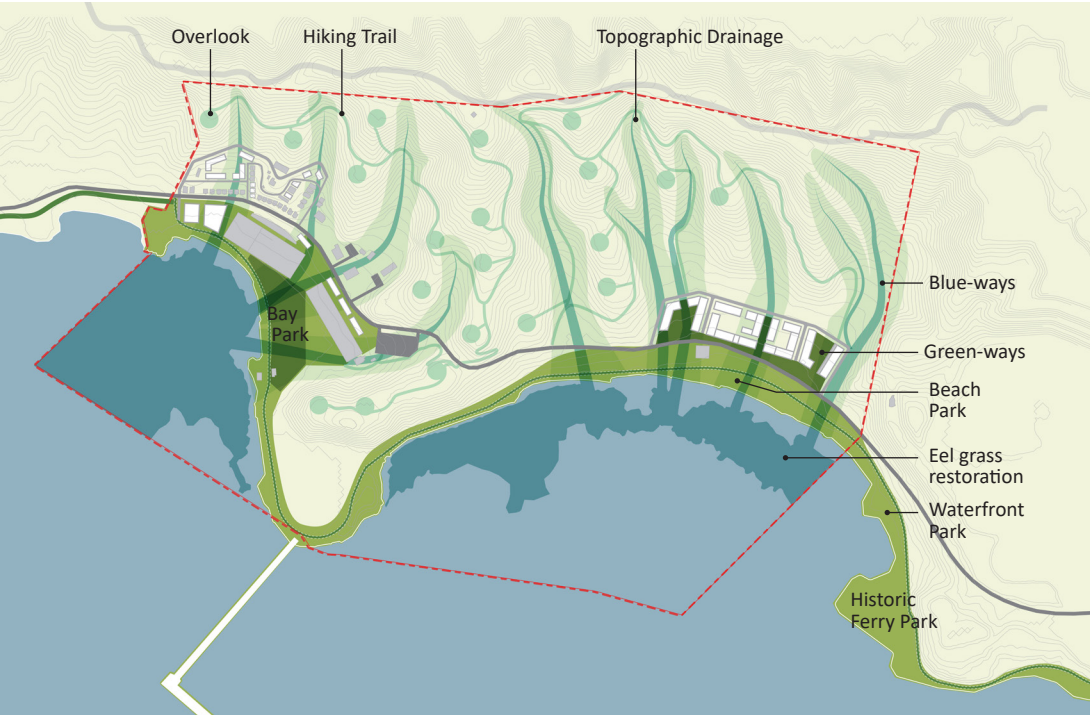 Overlook
Hiking Trail
Topographic Drainage
Blue-ways
Bay
Park
Green-ways
Beach
Park
Eel grass
restoration
Waterfront
Park
Historic
Ferry Park